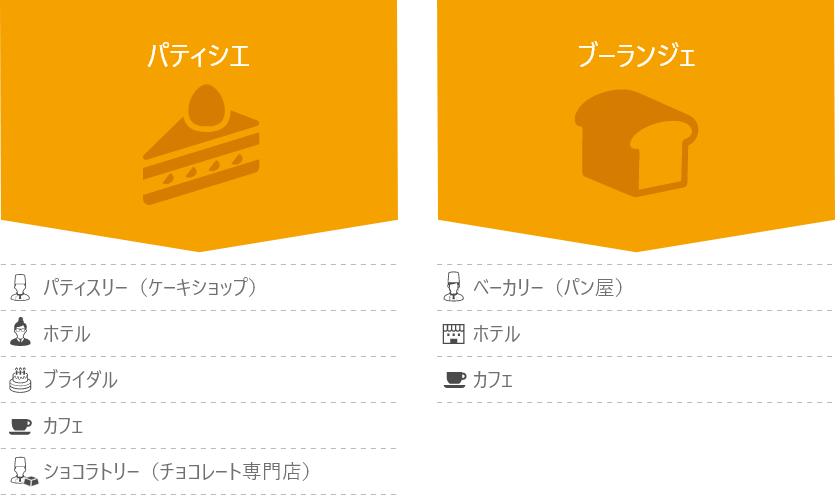 パティシエ
パティスリー（ケーキショップ）
ホテル
ブライダル
カフェ
ショコラトリー（チョコレート専門店）
ブーランジェ
ベーカリー（パン屋）
ホテル
カフェ